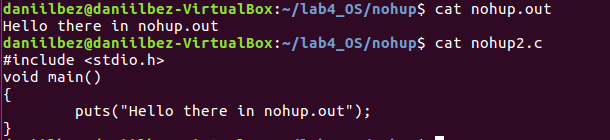 daniilbez@daniilbez-VirtualBox:~/lab4_OS/nohup$ cat nohup.out
Hello there in nohup.out
daniilbez@daniilbez-VirtualBox:~/lab4_OS/nohup$ cat nohup2.c
#include <stdio.h>
void main()
{
        puts("Hello there in nohup.out");
}